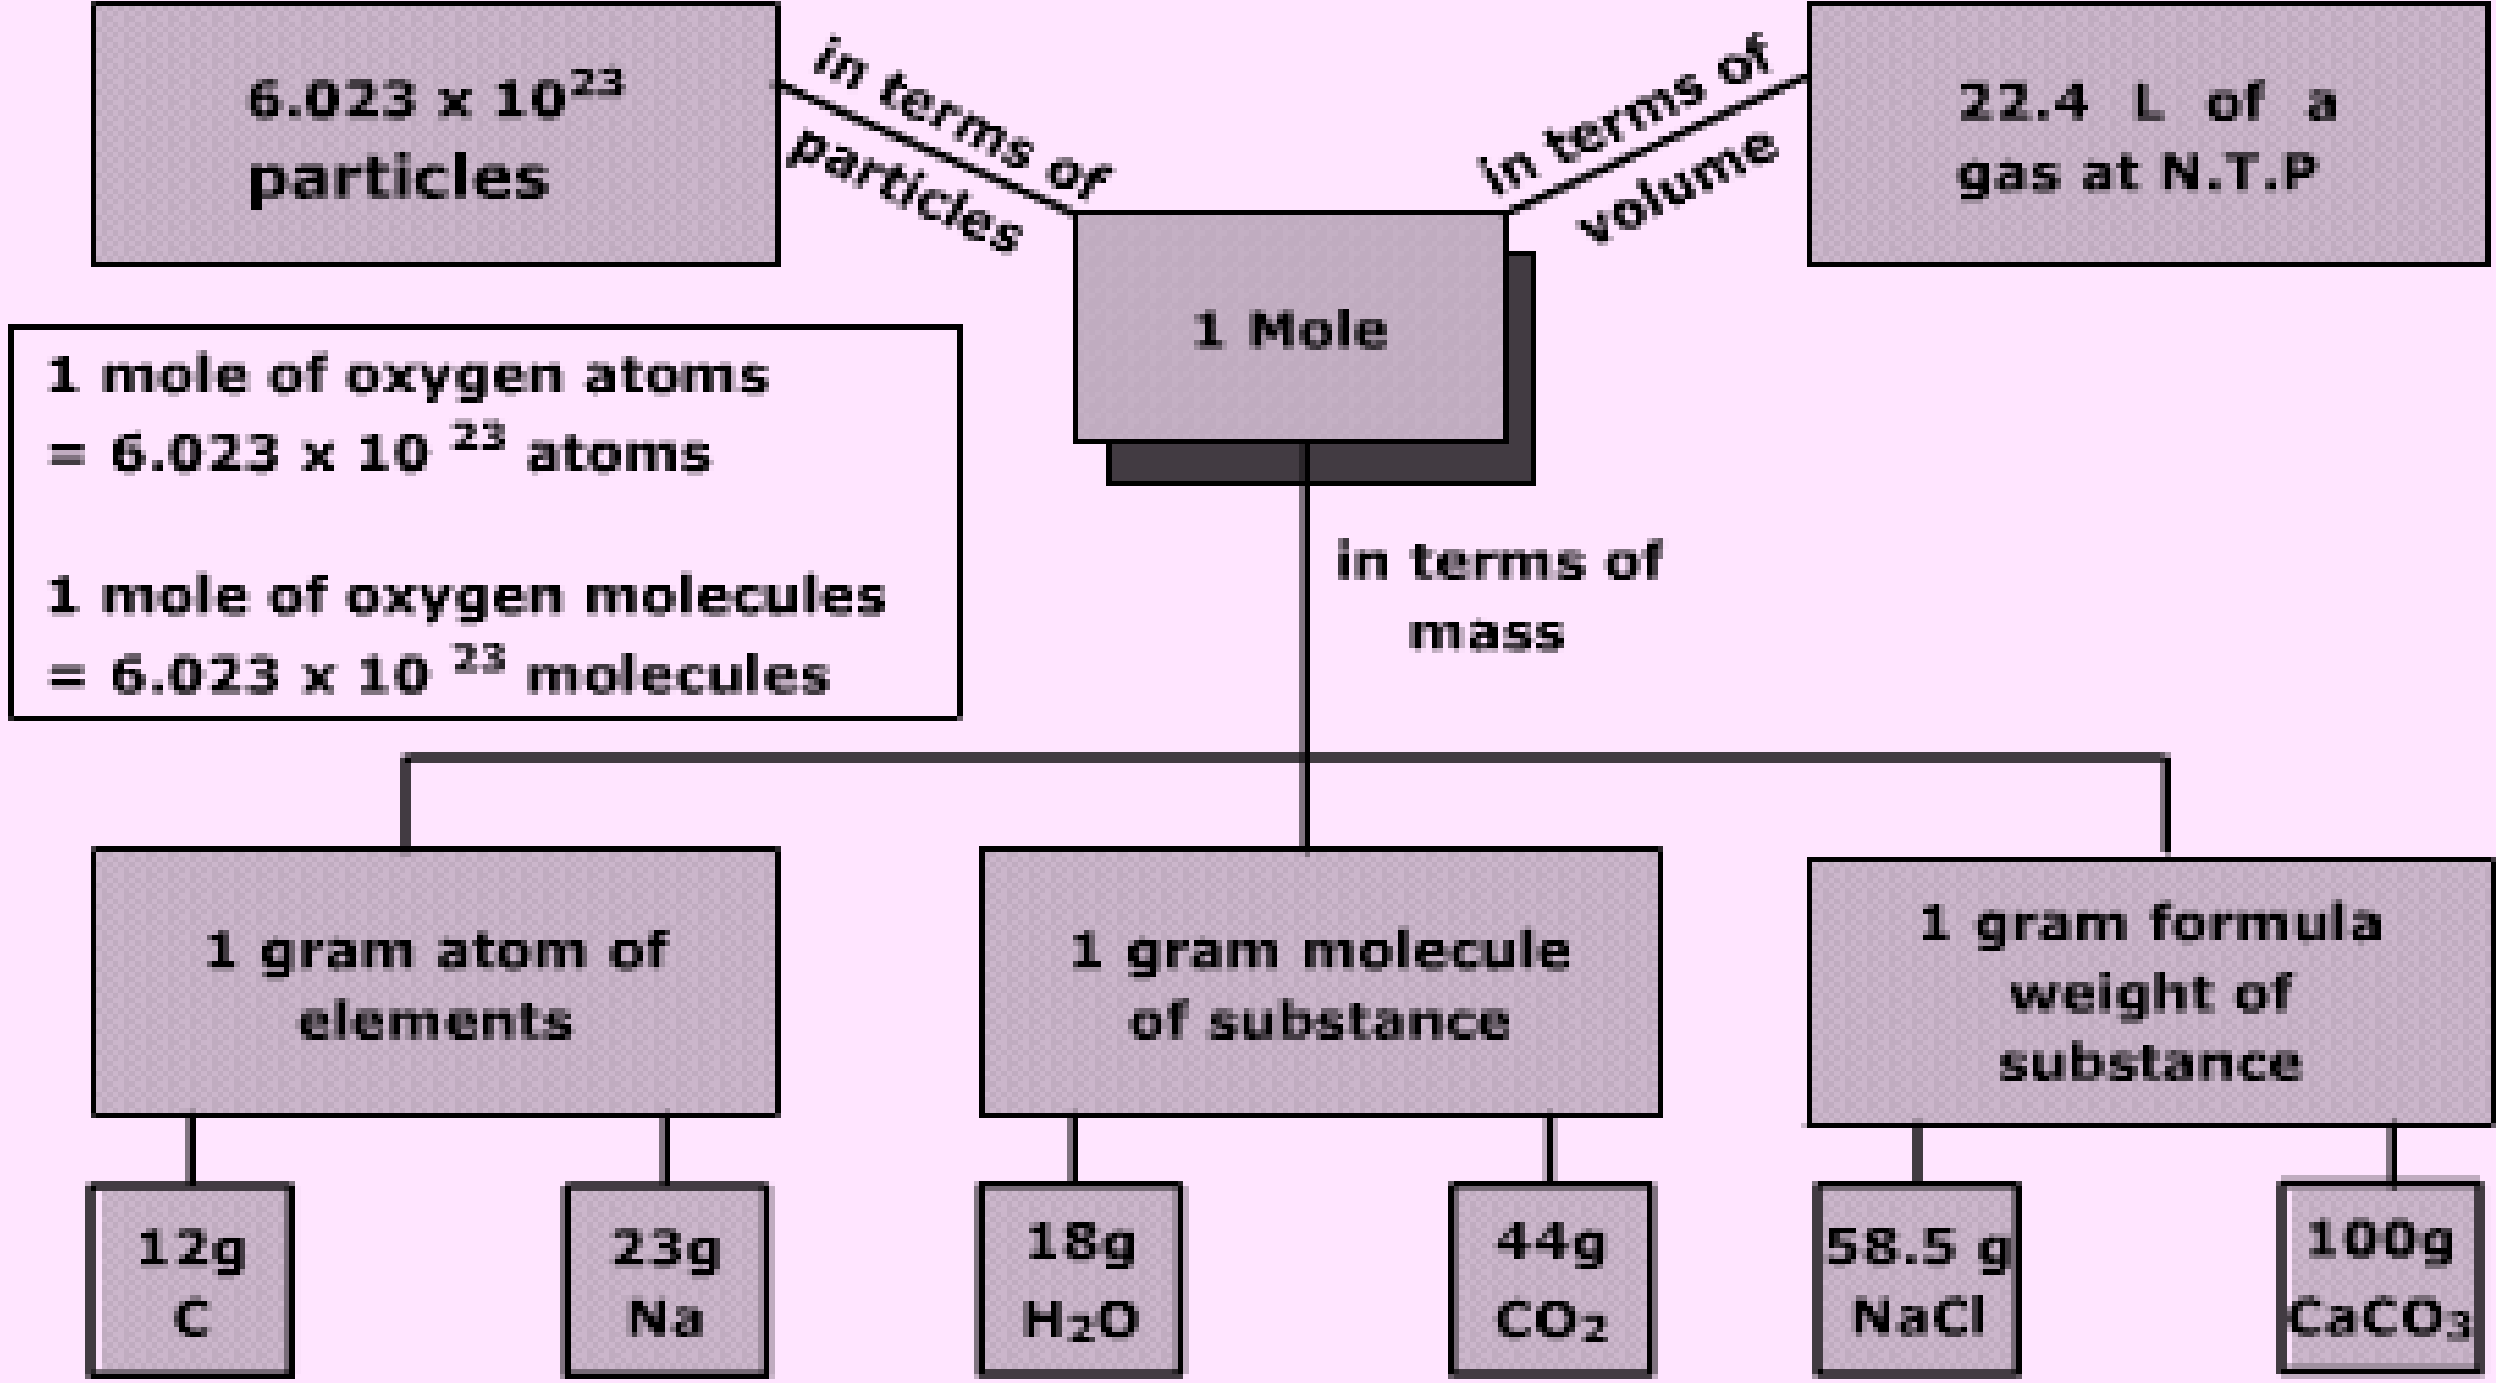 6.023 x 10²³
particles
in terms of
particles
in terms of
volume
22.4 L of a
gas at N.T.P
1 Mole
1 mole of oxygen atoms
= 6.023 x 10 ²³ atoms
1 mole of oxygen molecules
= 6.023 x 10 ²³ molecules
in terms of
mass
1 gram atom of
elements
1 gram molecule
of substance
1 gram formula
weight of
substance
12g
C
23g
Na
18g
H₂O
44g
CO₂
58.5 g
NaCl
100g
CaCO₃